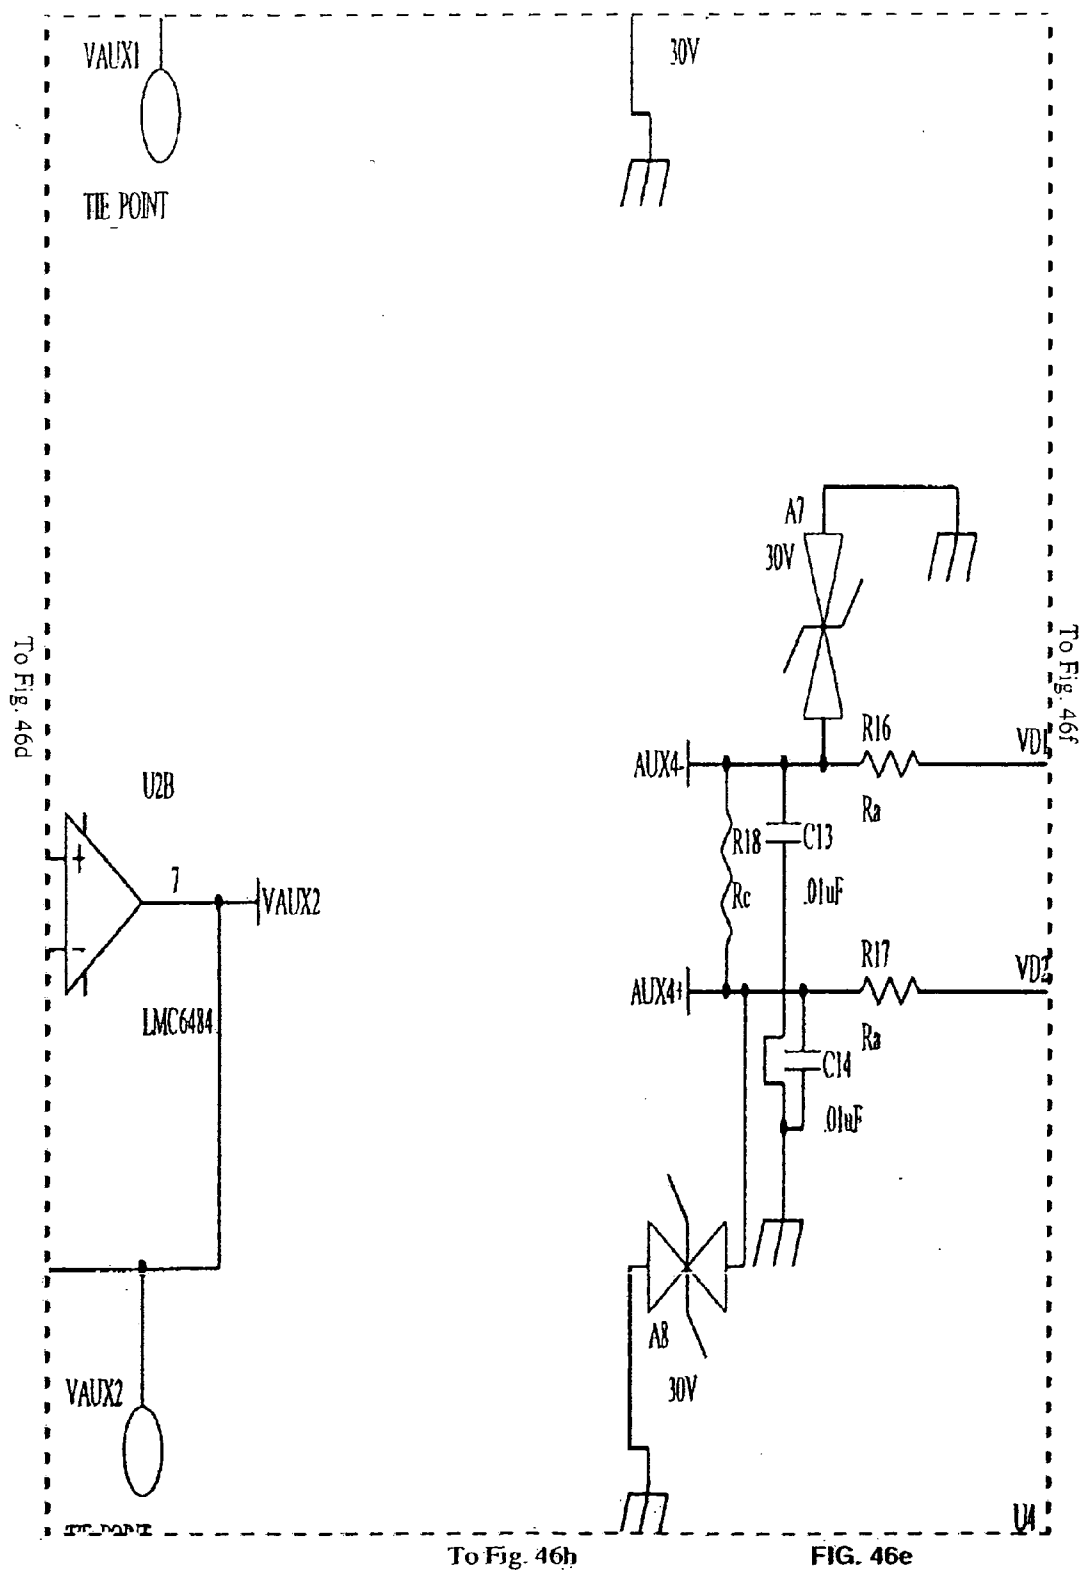 VAUX1
30V
TIE_POINT
A7
30V
To Fig. 46d
To Fig. 46f
R16
VD1
AUX4-
U2B
Ra
R18
C13
+
7
Rc
.01uF
VAUX2
R17
VD2
-
AUX4+
LMC6484
Ra
C14
.01uF
A8
30V
VAUX2
U4
To Fig. 46h
FIG. 46e